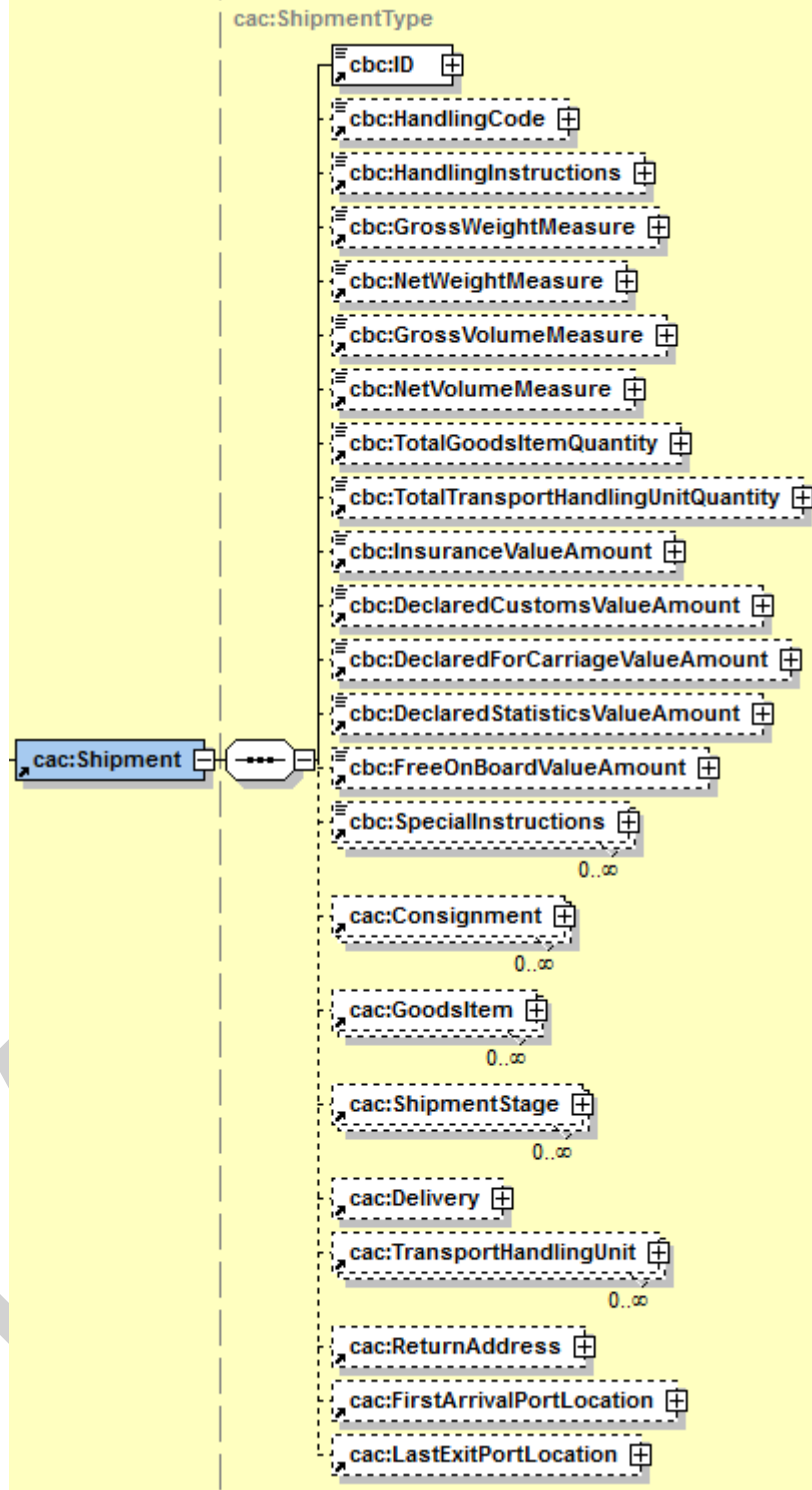 cac:ShipmentType
cbc:ID
cbc:HandlingCode
cbc:HandlingInstructions
cbc:GrossWeightMeasure
cbc:NetWeightMeasure
cbc:GrossVolumeMeasure
cbc:NetVolumeMeasure
cbc:TotalGoodsItemQuantity
cbc:TotalTransportHandlingUnitQuantity
cbc:InsuranceValueAmount
cbc:DeclaredCustomsValueAmount
cbc:DeclaredForCarriageValueAmount
cbc:DeclaredStatisticsValueAmount
cac:Shipment
cbc:FreeOnBoardValueAmount
cbc:SpecialInstructions
0..∞
cac:Consignment
0..∞
cac:GoodsItem
0..∞
cac:ShipmentStage
0..∞
cac:Delivery
cac:TransportHandlingUnit
0..∞
cac:ReturnAddress
cac:FirstArrivalPortLocation
cac:LastExitPortLocation